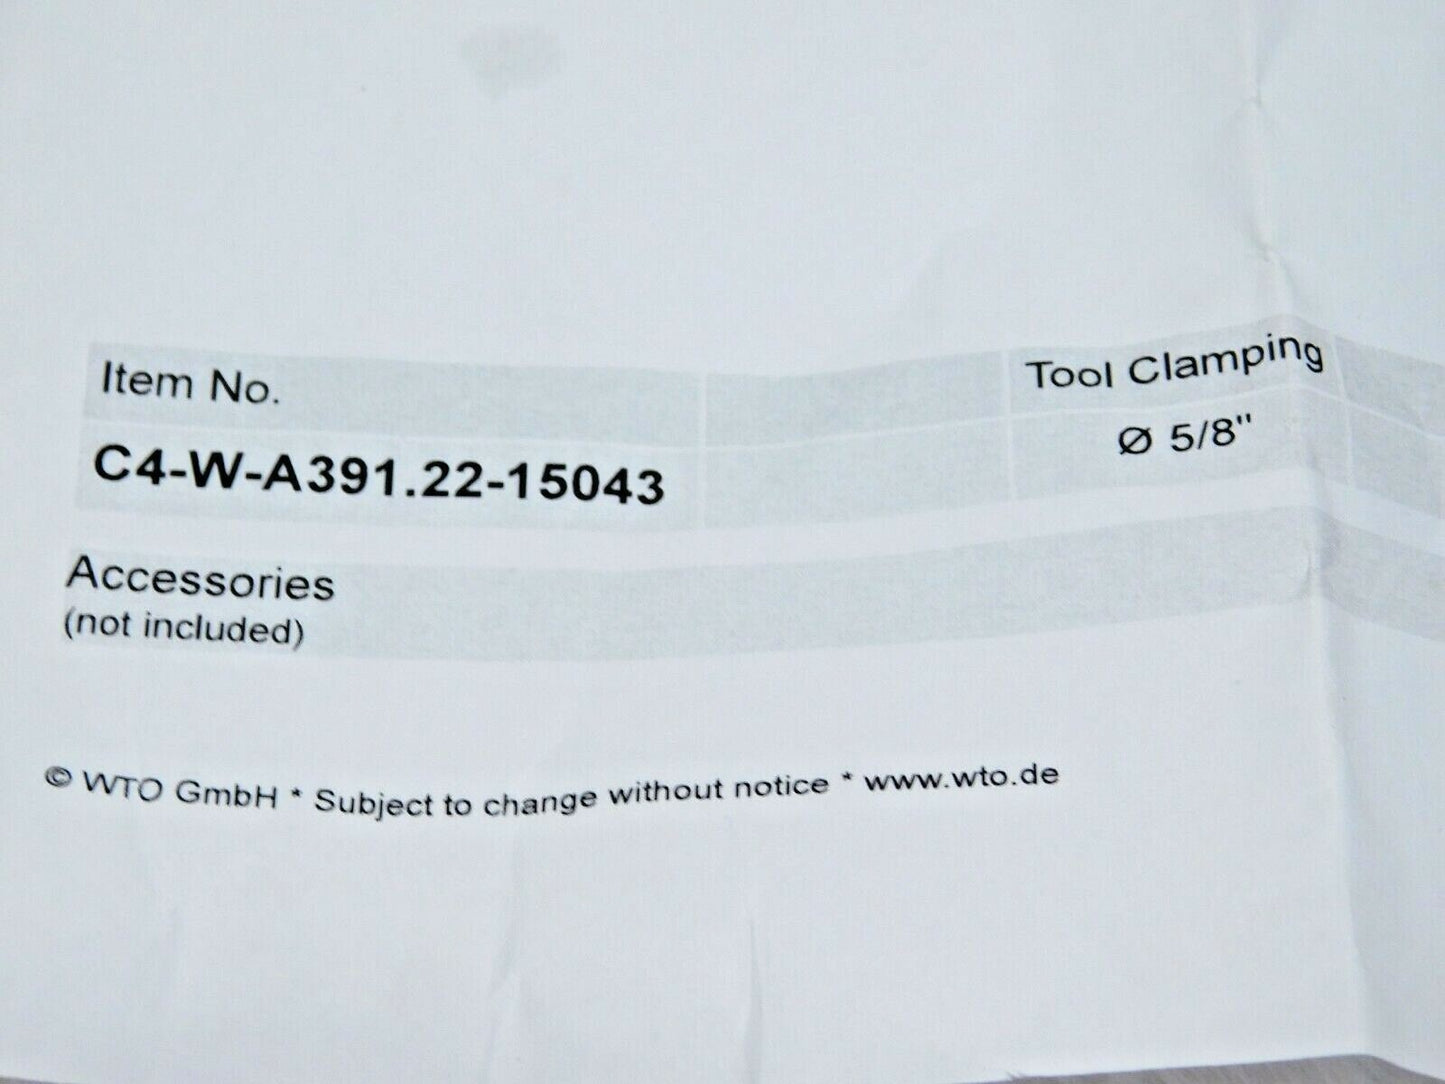 Item No. Tool Clamping
C4-W-A391.22-15043 Ø 5/8"
Accessories
(not included)
© WTO GmbH * Subject to change without notice * www.wto.de